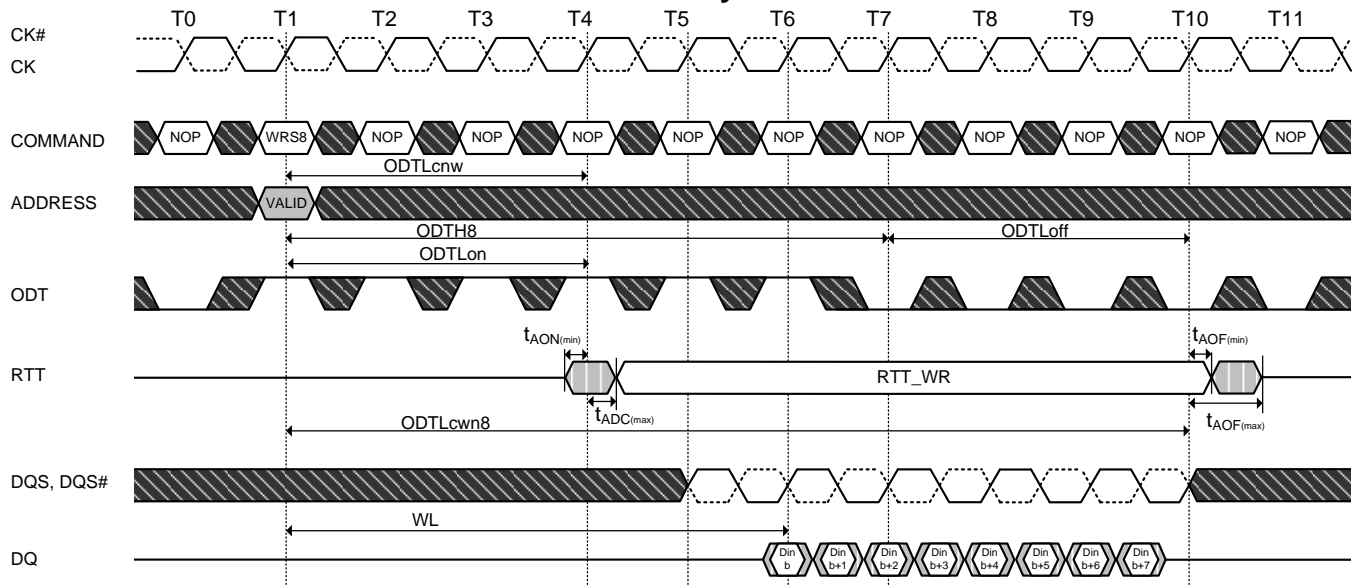 T0 T1 T2 T3 T4 T5 T6 T7 T8 T9 T10 T11
CK#
CK
COMMAND NOP WRS8 NOP NOP NOP NOP NOP NOP NOP NOP NOP NOP
ODTLcnw
ADDRESS VALID
ODTH8 ODTLoff
ODTLon
ODT
tAON(min) tAOF(min)
RTT RTT_WR
tADC(max) tAOF(max)
ODTLcwn8
DQS, DQS#
WL
DQ Din b Din b+1 Din b+2 Din b+3 Din b+4 Din b+5 Din b+6 Din b+7